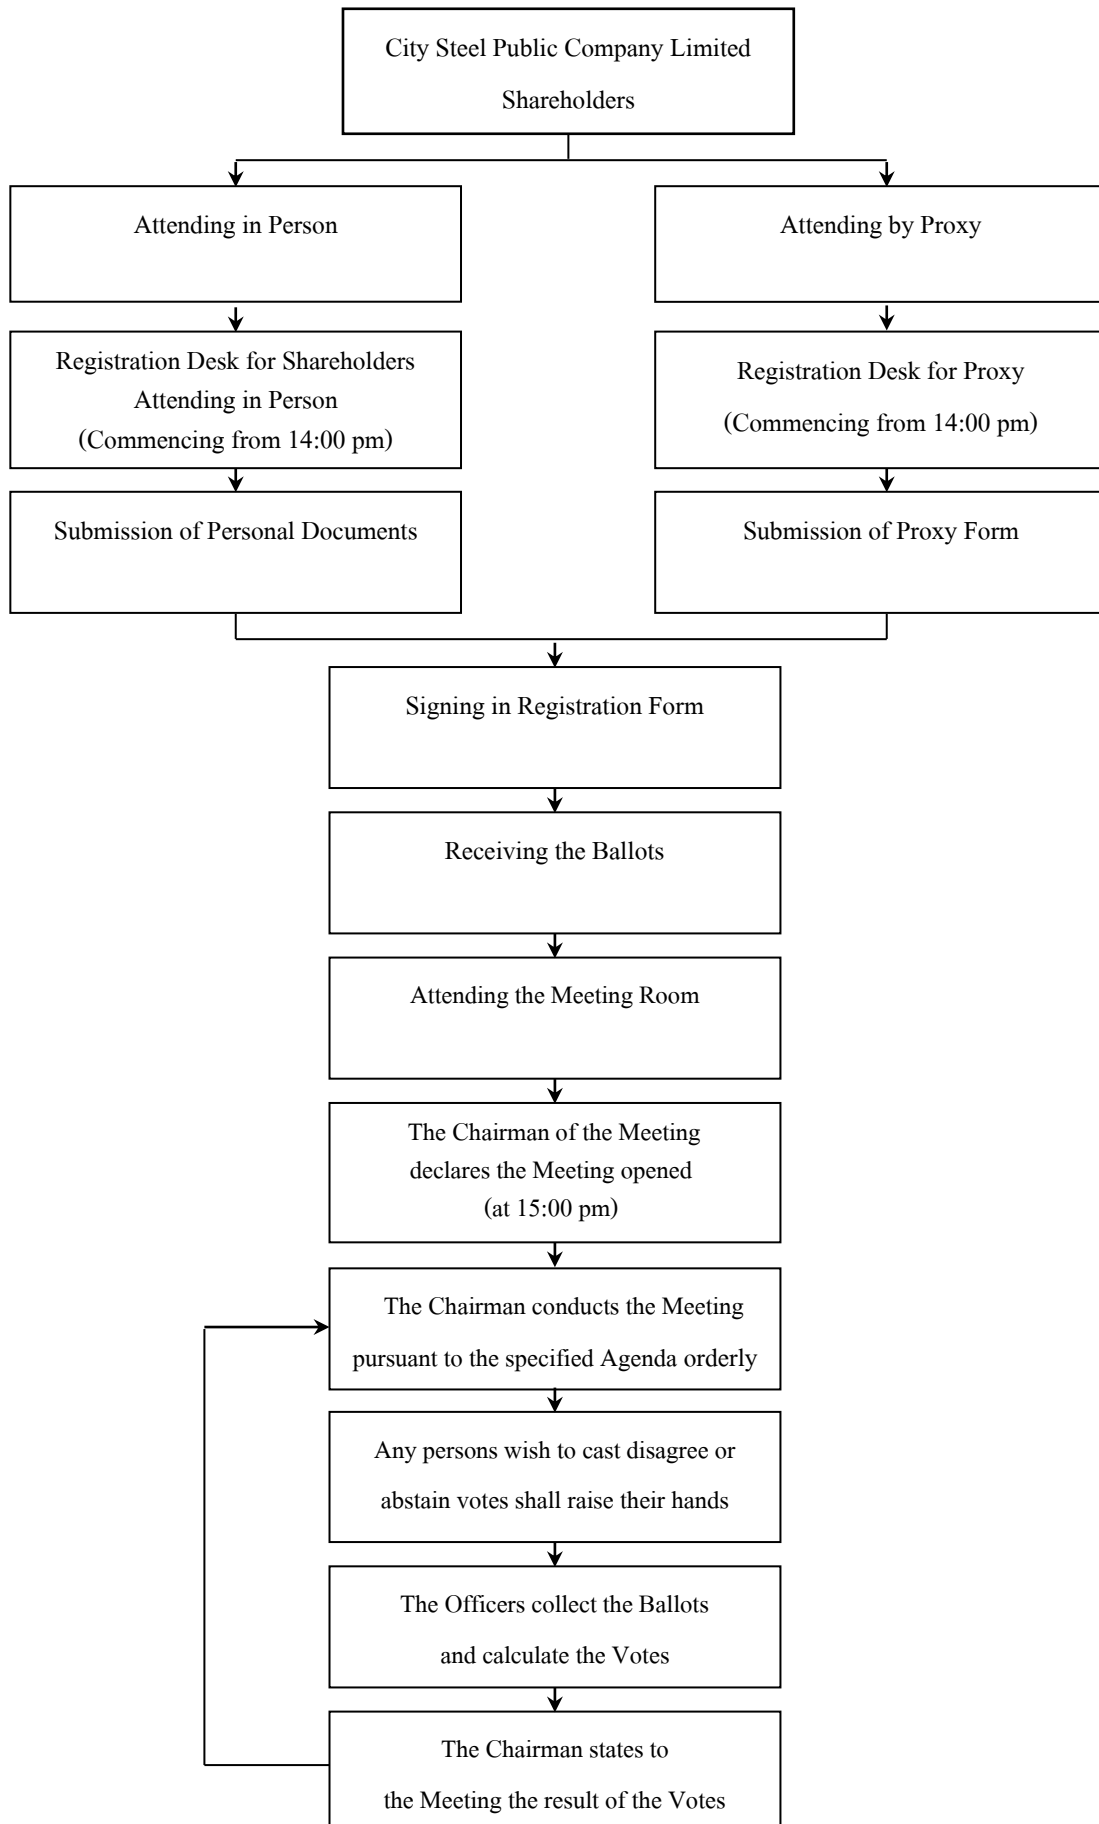 City Steel Public Company Limited
Shareholders
Attending in Person
Attending by Proxy
Registration Desk for Shareholders
Attending in Person
(Commencing from 14:00 pm)
Registration Desk for Proxy
(Commencing from 14:00 pm)
Submission of Personal Documents
Submission of Proxy Form
Signing in Registration Form
Receiving the Ballots
Attending the Meeting Room
The Chairman of the Meeting
declares the Meeting opened
(at 15:00 pm)
The Chairman conducts the Meeting
pursuant to the specified Agenda orderly
Any persons wish to cast disagree or
abstain votes shall raise their hands
The Officers collect the Ballots
and calculate the Votes
The Chairman states to
the Meeting the result of the Votes